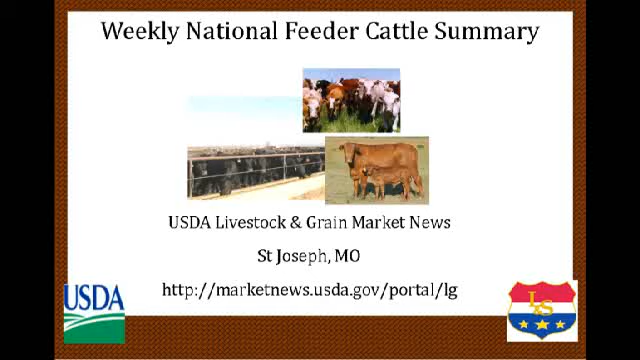 Weekly National Feeder Cattle Summary
USDA Livestock & Grain Market News
St Joseph, MO
http://marketnews.usda.gov/portal/lg
USDA
LS